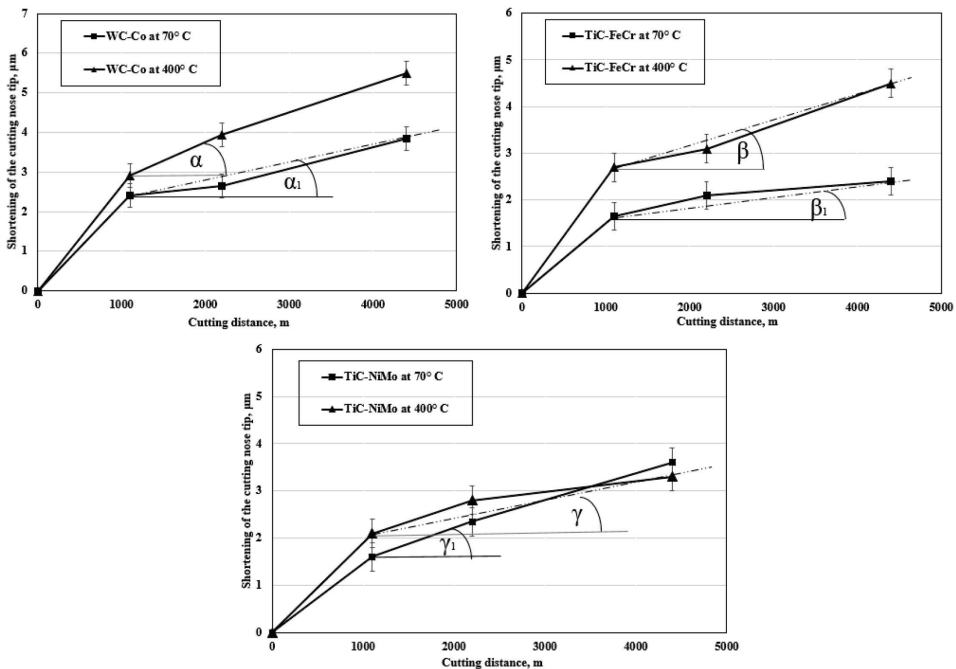 Shortening of the cutting nose tip, µm
7
6
5
4
3
2
1
0
WC-Co at 70° C
WC-Co at 400° C
α
α1
0
1000
2000
3000
4000
5000
Cutting distance, m
Shortening of the cutting nose tip, µm
6
5
4
3
2
1
0
TiC-FeCr at 70° C
TiC-FeCr at 400° C
β
β1
0
1000
2000
3000
4000
5000
Cutting distance, m
Shortening of the cutting nose tip, µm
6
5
4
3
2
1
0
TiC-NiMo at 70° C
TiC-NiMo at 400° C
γ
γ1
0
1000
2000
3000
4000
5000
Cutting distance, m